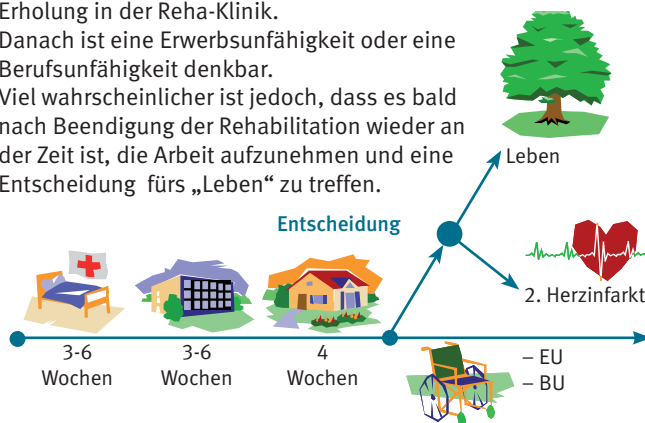 Erholung in der Reha-Klinik.
Danach ist eine Erwerbsunfähigkeit oder eine
Berufsunfähigkeit denkbar.
Viel wahrscheinlicher ist jedoch, dass es bald
nach Beendigung der Rehabilitation wieder an
der Zeit ist, die Arbeit aufzunehmen und eine
Entscheidung fürs „Leben“ zu treffen.
Leben
Entscheidung
2. Herzinfarkt
3-6
Wochen
3-6
Wochen
4
Wochen
– EU
– BU